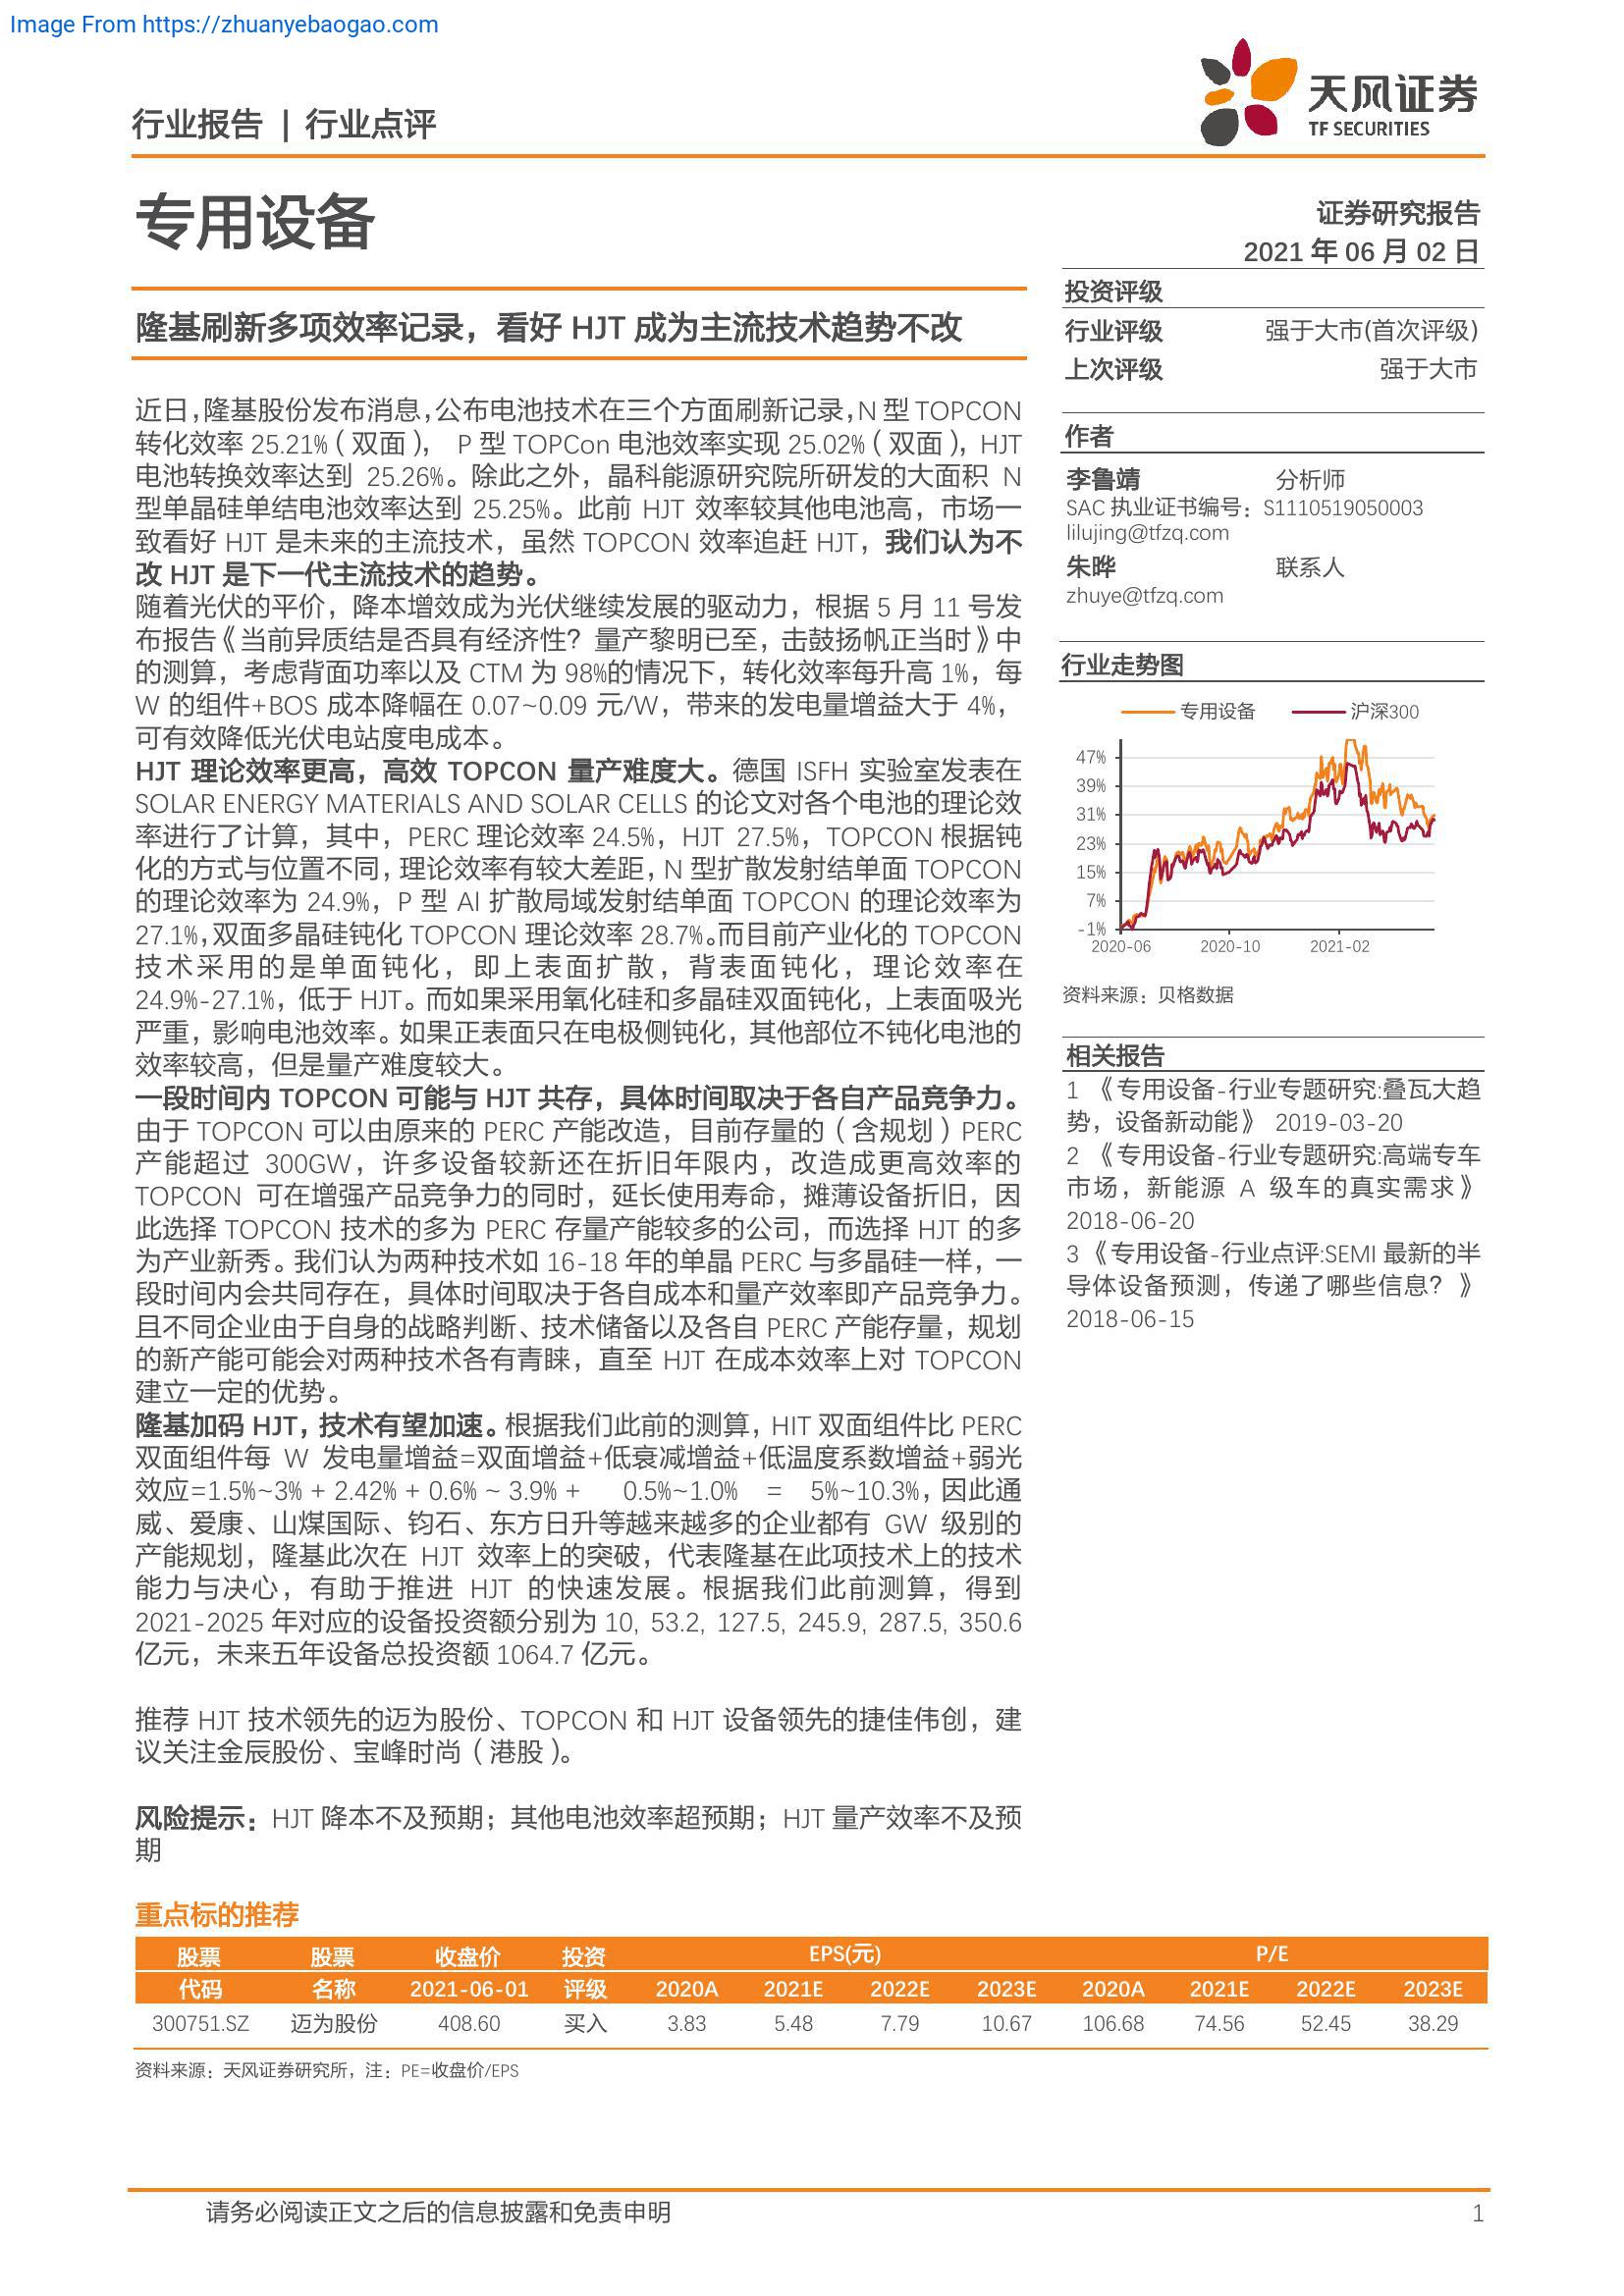 Image From https://zhuanyebaogao.com
天风证券
TF SECURITIES
行业报告 | 行业点评
专用设备
证券研究报告
2021 年 06 月 02 日
隆基刷新多项效率记录，看好 HJT 成为主流技术趋势不改
近日，隆基股份发布消息，公布电池技术在三个方面刷新记录，N 型 TOPCON
转化效率 25.21%（双面）， P 型 TOPCon 电池效率实现 25.02%（双面），HJT
电池转换效率达到 25.26%。除此之外，晶科能源研究院所研发的大面积 N
型单晶硅单结电池效率达到 25.25%。此前 HJT 效率较其他电池高，市场一
致看好 HJT 是未来的主流技术，虽然 TOPCON 效率追赶 HJT，我们认为不
改 HJT 是下一代主流技术的趋势。
随着光伏的平价，降本增效成为光伏继续发展的驱动力，根据 5 月 11 号发
布报告《当前异质结是否具有经济性？量产黎明已至，击鼓扬帆正当时》中
的测算，考虑背面功率以及 CTM 为 98%的情况下，转化效率每升高 1%，每
W 的组件+BOS 成本降幅在 0.07~0.09 元/W，带来的发电量增益大于 4%，
可有效降低光伏电站度电成本。
HJT 理论效率更高，高效 TOPCON 量产难度大。德国 ISFH 实验室发表在
SOLAR ENERGY MATERIALS AND SOLAR CELLS 的论文对各个电池的理论效
率进行了计算，其中，PERC 理论效率 24.5%，HJT 27.5%，TOPCON 根据钝
化的方式与位置不同，理论效率有较大差距，N 型扩散发射结单面 TOPCON
的理论效率为 24.9%，P 型 Al 扩散局域发射结单面 TOPCON 的理论效率为
27.1%，双面多晶硅钝化 TOPCON 理论效率 28.7%。而目前产业化的 TOPCON
技术采用的是单面钝化，即上表面扩散，背表面钝化，理论效率在
24.9%-27.1%，低于 HJT。而如果采用氧化硅和多晶硅双面钝化，上表面吸光
严重，影响电池效率。如果正表面只在电极侧钝化，其他部位不钝化电池的
效率较高，但是量产难度较大。
一段时间内 TOPCON 可能与 HJT 共存，具体时间取决于各自产品竞争力。
由于 TOPCON 可以由原来的 PERC 产能改造，目前存量的（含规划）PERC
产能超过 300GW，许多设备较新还在折旧年限内，改造成更高效率的
TOPCON 可在增强产品竞争力的同时，延长使用寿命，摊薄设备折旧，因
此选择 TOPCON 技术的多为 PERC 存量产能较多的公司，而选择 HJT 的多
为产业新秀。我们认为两种技术如 16-18 年的单晶 PERC 与多晶硅一样，一
段时间内会共同存在，具体时间取决于各自成本和量产效率即产品竞争力。
且不同企业由于自身的战略判断、技术储备以及各自 PERC 产能存量，规划
的新产能可能会对两种技术各有青睐，直至 HJT 在成本效率上对 TOPCON
建立一定的优势。
隆基加码 HJT，技术有望加速。根据我们此前的测算，HIT 双面组件比 PERC
双面组件每 W 发电量增益=双面增益+低衰减增益+低温度系数增益+弱光
效应=1.5%~3% + 2.42% + 0.6% ~ 3.9% + 0.5%~1.0% = 5%~10.3%，因此通
威、爱康、山煤国际、钧石、东方日升等越来越多的企业都有 GW 级别的
产能规划，隆基此次在 HJT 效率上的突破，代表隆基在此项技术上的技术
能力与决心，有助于推进 HJT 的快速发展。根据我们此前测算，得到
2021-2025 年对应的设备投资额分别为 10, 53.2, 127.5, 245.9, 287.5, 350.6
亿元，未来五年设备总投资额 1064.7 亿元。
推荐 HJT 技术领先的迈为股份、TOPCON 和 HJT 设备领先的捷佳伟创，建
议关注金辰股份、宝峰时尚（港股）。
风险提示：HJT 降本不及预期；其他电池效率超预期；HJT 量产效率不及预
期
投资评级
行业评级 强于大市(首次评级)
上次评级 强于大市
作者
李鲁靖 分析师
SAC 执业证书编号：S1110519050003
lilujing@tfzq.com
朱晔 联系人
zhuye@tfzq.com
行业走势图
专用设备 沪深300
47%
39%
31%
23%
15%
7%
-1%
2020-06 2020-10 2021-02
资料来源：贝格数据
相关报告
1 《专用设备-行业专题研究:叠瓦大趋
势，设备新动能》 2019-03-20
2 《专用设备-行业专题研究:高端专车
市场，新能源 A 级车的真实需求》
2018-06-20
3 《专用设备-行业点评:SEMI 最新的半
导体设备预测，传递了哪些信息？》
2018-06-15
重点标的推荐
股票 股票 收盘价 投资 EPS(元) P/E
代码 名称 2021-06-01 评级 2020A 2021E 2022E 2023E 2020A 2021E 2022E 2023E
300751.SZ 迈为股份 408.60 买入 3.83 5.48 7.79 10.67 106.68 74.56 52.45 38.29
资料来源：天风证券研究所，注：PE=收盘价/EPS
请务必阅读正文之后的信息披露和免责申明 1